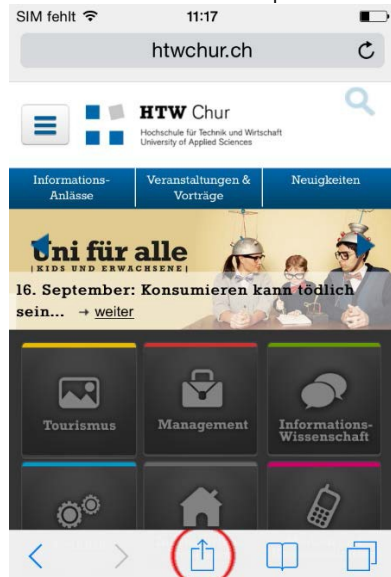 SIM fehlt 11:17
htwchur.ch
HTW Chur
Hochschule für Technik und Wirtschaft
University of Applied Sciences
Informations-
Anlässe
Veranstaltungen &
Vorträge
Neuigkeiten
Uni für alle
|KIDS UND ERWACHSENE|
16. September: Konsumieren kann tödlich
sein... → weiter
Tourismus
Management
Informations-
Wissenschaft